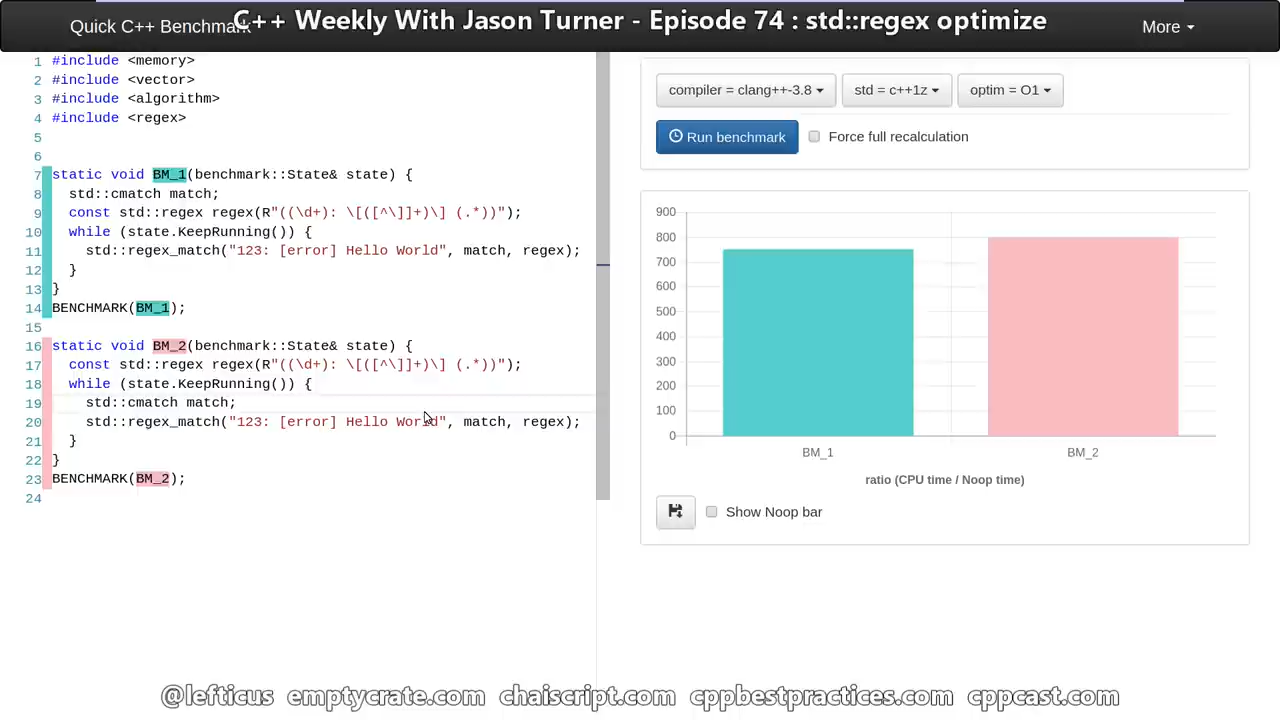 C++ Weekly With Jason Turner - Episode 74 : std::regex optimize
Quick C++ Benchmark
More
1 #include <memory>
2 #include <vector>
3 #include <algorithm>
4 #include <regex>
5
6
7 static void BM_1(benchmark::State& state) {
8 std::cmatch match;
9 const std::regex regex(R"((\d+): \[([^\]]+)\] (.*))");
10 while (state.KeepRunning()) {
11 std::regex_match("123: [error] Hello World", match, regex);
12 }
13 }
14 BENCHMARK(BM_1);
15
16 static void BM_2(benchmark::State& state) {
17 const std::regex regex(R"((\d+): \[([^\]]+)\] (.*))");
18 while (state.KeepRunning()) {
19 std::cmatch match;
20 std::regex_match("123: [error] Hello World", match, regex);
21 }
22 }
23 BENCHMARK(BM_2);
24
compiler = clang++-3.8
std = c++1z
optim = O1
Run benchmark
Force full recalculation
900
800
700
600
500
400
300
200
100
0
BM_1
BM_2
ratio (CPU time / Noop time)
Show Noop bar
@lefticus emptycrate.com chaiscript.com cppbestpractices.com cppcast.com